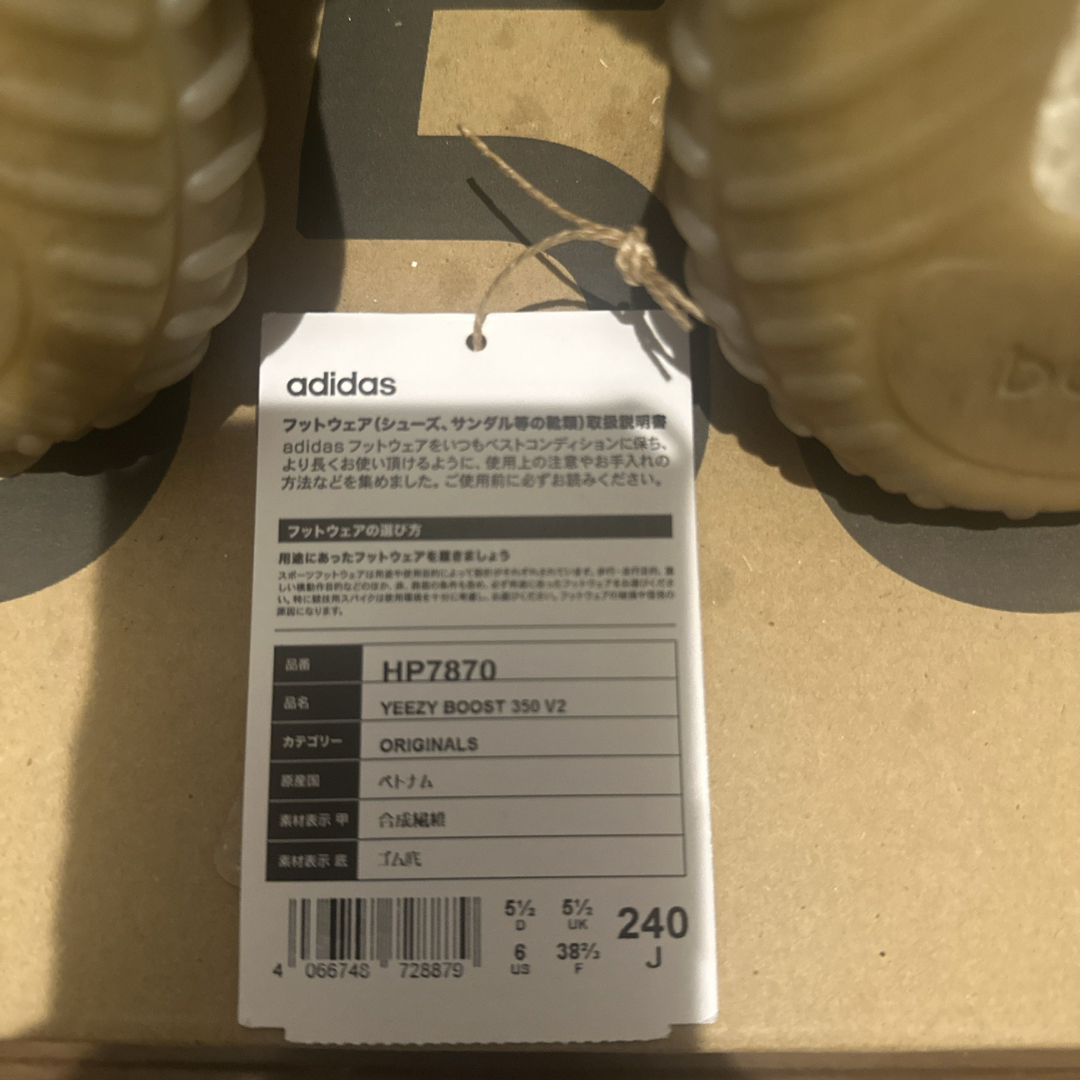 adidas
フットウェア(シューズ、サンダル等の靴類)取扱説明書
adidas フットウェアをいつもベストコンディションに保ち、
より長くお使い頂けるように、使用上の注意やお手入れの
方法などを集めました。ご使用前に必ずお読みください。
フットウェアの選び方
用途にあったフットウェアを履きましょう
原因になります。
品番 HP7870
品名 YEEZY BOOST 350 V2
カテゴリー ORIGINALS
原産国 ベトナム
素材表示 甲 合成繊維
素材表示 底 ゴム底
5½ 5½ 240
D UK J
6 38⅔
US F
4 066748 728879